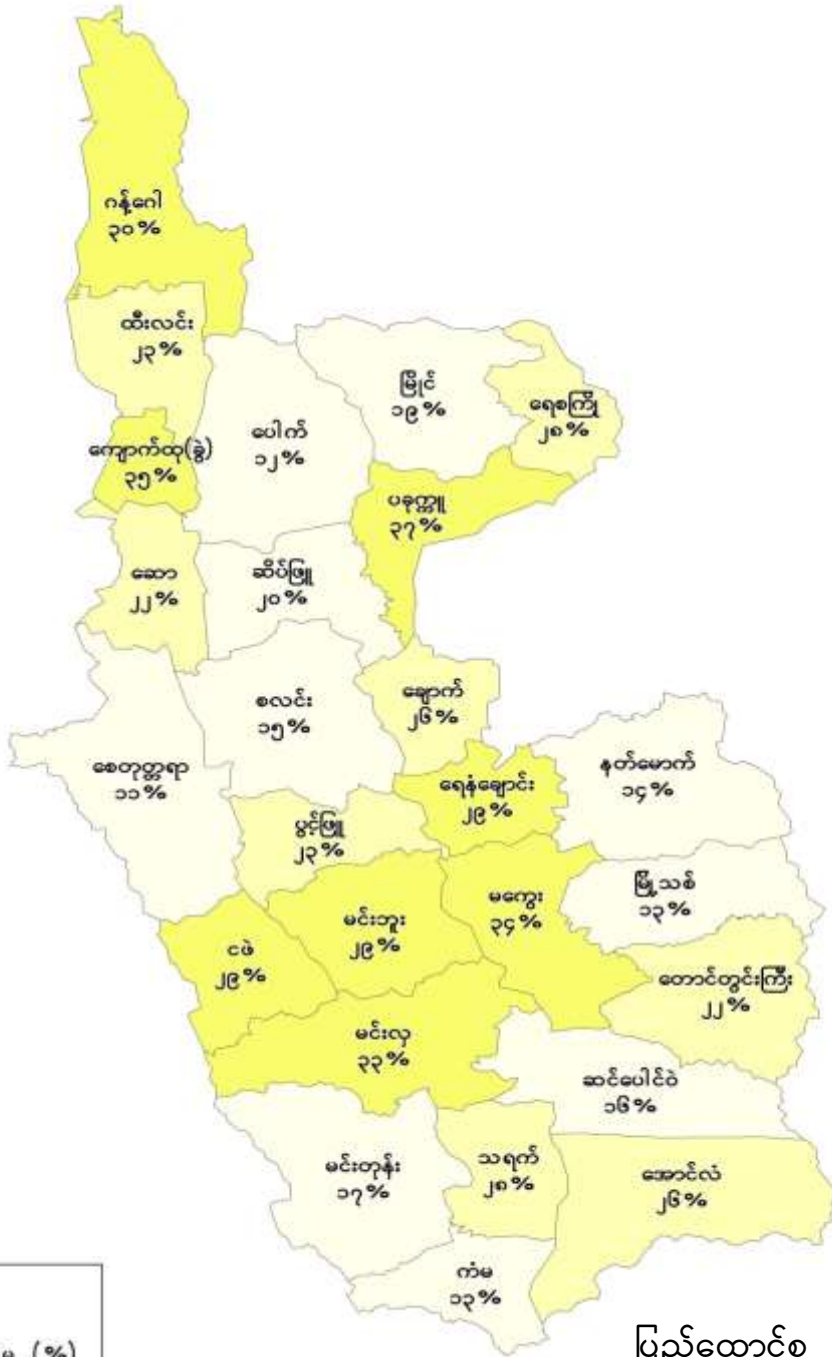 ဂန့်ဂေါ
၃၀%
ထီးလင်း
၂၃%
မြိုင်
၁၉%
ရေစကြို
၂၈%
ပေါက်
၁၂%
ကျောက်ထု(ခွဲ)
၃၅%
ပခုက္ကူ
၃၇%
ဆော
၂၂%
ဆိပ်ဖြူ
၂၀%
စလင်း
၁၅%
ချောက်
၂၆%
စေတုတ္တရာ
၁၁%
ရေနံချောင်း
၂၉%
နတ်မောက်
၁၄%
ပွင့်ဖြူ
၂၃%
မြို့သစ်
၁၃%
မင်းဘူး
၂၉%
မကွေး
၃၄%
ငဖဲ
၂၉%
တောင်တွင်းကြီး
၂၂%
မင်းလှ
၃၃%
ဆင်ပေါင်ဝဲ
၁၆%
မင်းတုန်း
၁၇%
သရက်
၂၈%
အောင်လံ
၂၆%
ကံမ
၁၃%
(%)
ပြည်ထောင်စ